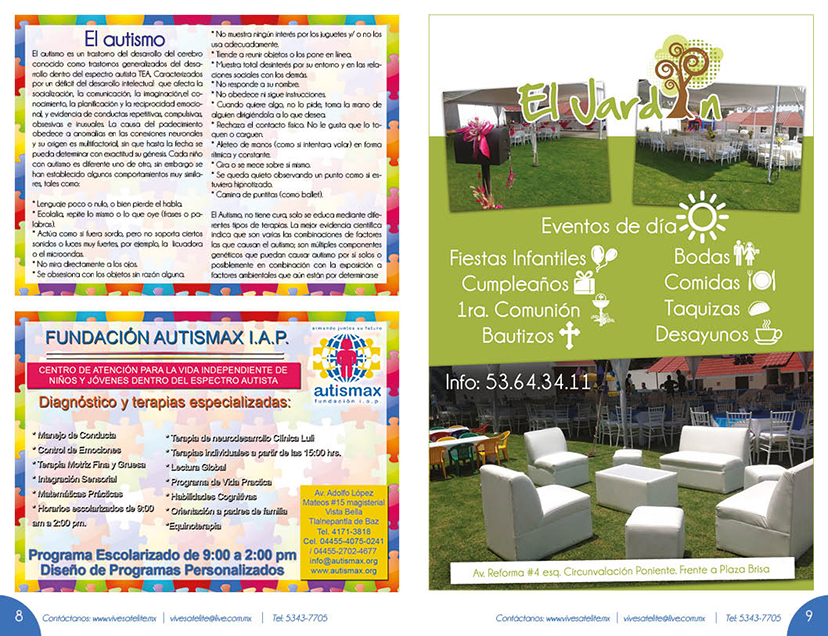 El autismo
El autismo es un trastorno del desarrollo del cerebro
conocido como trastornos generalizados del desa-
rrollo dentro del espectro autista TEA, Caracterizados
por un déficit del desarrollo intelectual que afecta la
socialización, la comunicación, la imaginación,el co-
nocimiento, la planificación y la reciprocidad emocio-
nal, y evidencia de conductas repetitivas, compulsivas,
obsesivas e inusuales. La causa del padecimiento
obedece a anomalías en las conexiones neuronales
y su origen es multifactorial, sin que hasta la fecha se
pueda determinar con exactitud su génesis. Cada niño
con autismo es diferente uno de otro, sin embargo se
han establecido algunos comportamientos muy simila-
res, tales como:
* Lenguaje poco o nulo, o bien pierde el habla.
* Ecolalia, repite lo mismo o lo que oye (frases o pa-
labras).
* Actúa como si fuera sordo, pero no soporta ciertos
sonidos o luces muy fuertes, por ejemplo, la licuadora
o el microondas.
* No mira directamente a los ojos.
* Se obsesiona con los objetos sin razón alguna.
* No muestra ningún interés por los juguetes y/ o no los
usa adecuadamente.
* Tiende a reunir objetos o los pone en línea.
* Muestra total desinterés por su entorno y en las rela-
ciones sociales con los demás.
* No responde a su nombre.
* No obedece ni sigue instrucciones.
* Cuando quiere algo, no lo pide, toma la mano de
alguien dirigiéndola a lo que desea.
* Rechaza el contacto físico. No le gusta que lo to-
quen o carguen.
* Aleteo de manos (como si intentara volar) en forma
rítmica y constante.
* Gira o se mece sobre si mismo.
* Se queda quieto observando un punto como si es-
tuviera hipnotizado.
* Camina de puntitas (como ballet).
El Autismo, no tiene cura, solo se educa mediante dife-
rentes tipos de terapias. La mejor evidencia científica
indica que son varias las combinaciones de factores
las que causan el autismo; son multiples componentes
genéticos que puedan causar autismo por si solos o
posiblemente en combinación con la exposición a
factores ambientales que aún están por determinarse
FUNDACIÓN AUTISMAX I.A.P.
CENTRO DE ATENCIÓN PARA LA VIDA INDEPENDIENTE DE
NIÑOS Y JÓVENES DENTRO DEL ESPECTRO AUTISTA
armando juntos su futuro
autismax
fundación i.a.p.
Diagnóstico y terapias especializadas:
* Manejo de Conducta
* Control de Emociones
* Terapia Motriz Fina y Gruesa
* Integración Sensorial
* Matemáticas Prácticas
* Horarios escolarizados de 9:00
am a 2:00 pm.
* Terapia de neurodesarrollo Clínica Luli
* Terapias individuales a partir de las 15:00 hrs.
* Lectura Global
* Programa de Vida Practica
* Habilidades Cognitivas
* Orientación a padres de familia
*Equinoterapia
Av. Adolfo López
Mateos #15 magisterial
Vista Bella
Tlalnepantla de Baz
Tel. 4171-3818
Cel. 04455-4075-0241
/ 04455-2702-4677
info@autismax.org
www.autismax.org
Programa Escolarizado de 9:00 a 2:00 pm
Diseño de Programas Personalizados
8 Contáctanos: www.vivesatelite.mx | vivesatelite@live.com.mx | Tel: 5343-7705
El Jardín
Eventos de día
Fiestas Infantiles
Cumpleaños
1ra. Comunión
Bautizos
Bodas
Comidas
Taquizas
Desayunos
Info: 53.64.34.11
Av. Reforma #4 esq. Circunvalación Poniente. Frente a Plaza Brisa
Contáctanos: www.vivesatelite.mx | vivesatelite@live.com.mx | Tel: 5343-7705 9